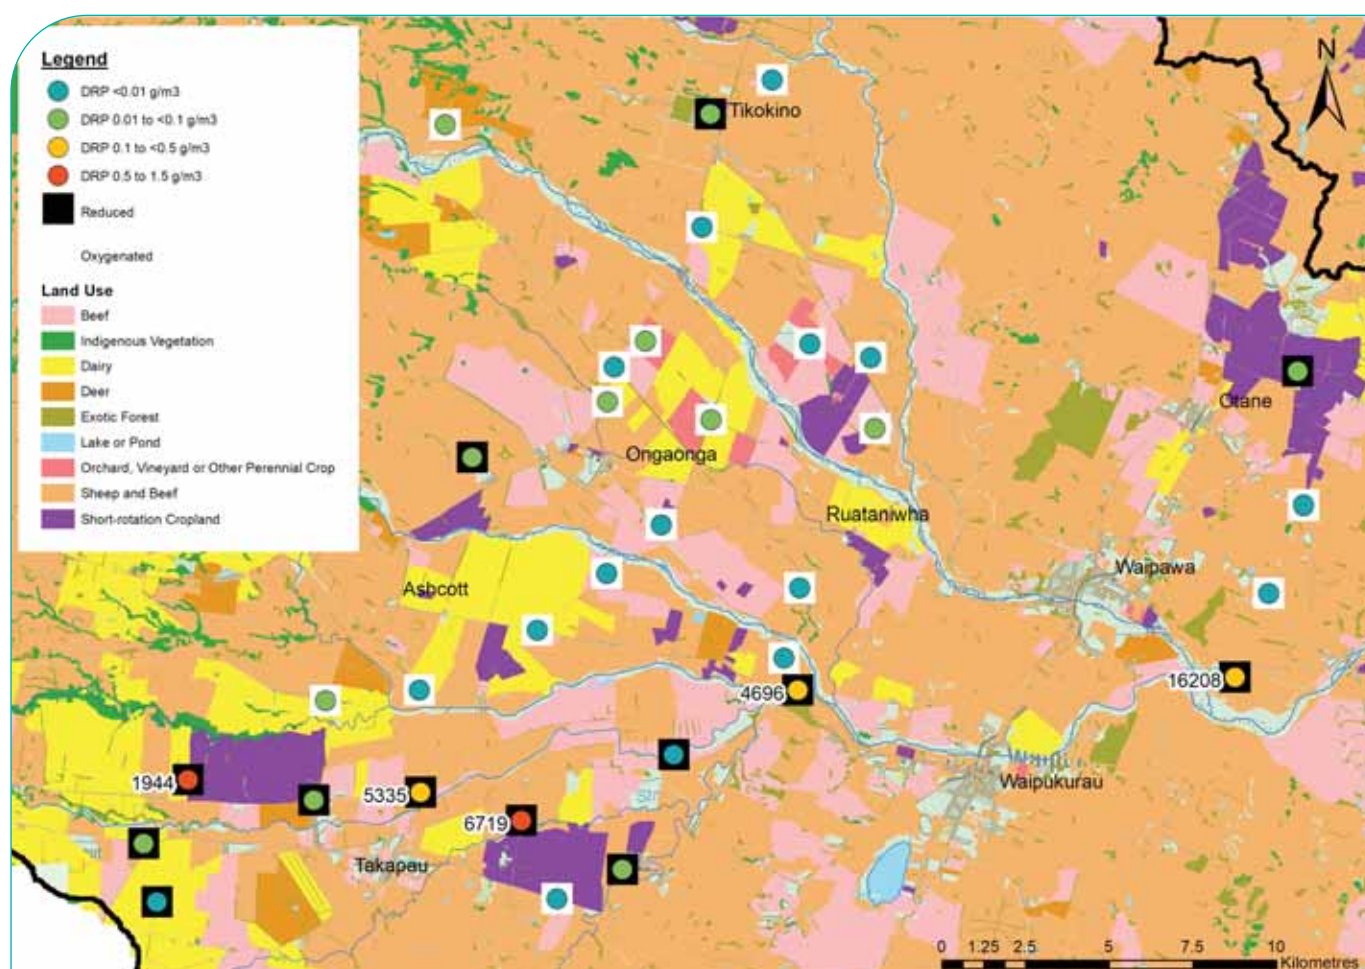 Legend
DRP <0.01 g/m3
DRP 0.01 to <0.1 g/m3
DRP 0.1 to <0.5 g/m3
DRP 0.5 to 1.5 g/m3
Reduced
Oxygenated
Land Use
Beef
Indigenous Vegetation
Dairy
Deer
Exotic Forest
Lake or Pond
Orchard, Vineyard or Other Perennial Crop
Sheep and Beef
Short-rotation Cropland
N
Tikokino
Otane
Ongaonga
Ruataniwha
Waipawa
Ashcott
4696
16208
1944
5335
Waipukurau
6719
Takapau
0 1.25 2.5 5 7.5 10
Kilometres